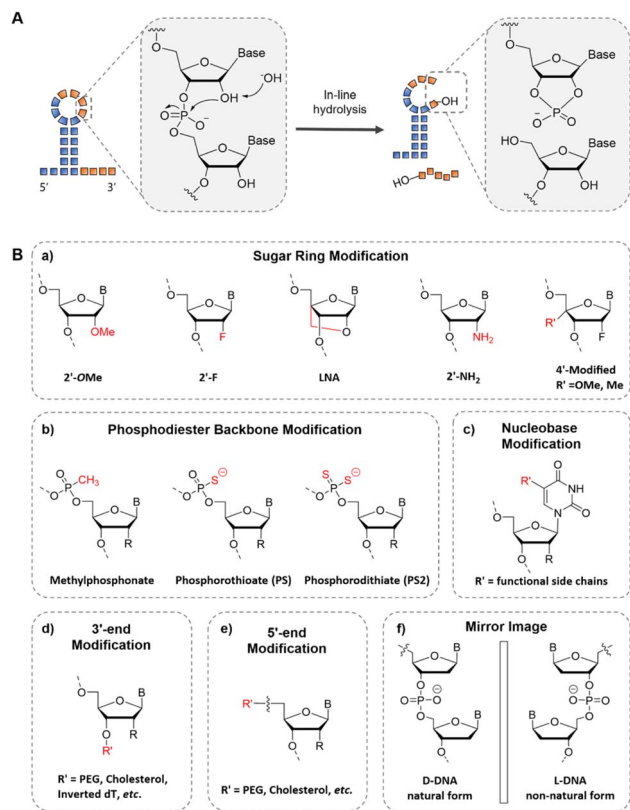 A
O
O
Base
O
O
OH
-OH
O=P-O-
O
O
Base
O
OH
5' 3'
In-line
hydrolysis
OH
HO
O
O
Base
O
O
P
-O
O
HO
O
Base
O
OH
B
a) Sugar Ring Modification
O
O
B
O
OMe
2'-OMe
O
O
B
O
F
2'-F
O
O
B
O
O
LNA
O
O
B
O
NH2
2'-NH2
O
O
B
R'
O
F
4'-Modified
R' =OMe, Me
b) Phosphodiester Backbone Modification
O
CH3
P
O
O
O
B
O
R
Methylphosphonate
O
S⊖
P
O
O
O
B
O
R
Phosphorothioate (PS)
S
S⊖
P
O
O
O
B
O
R
Phosphorodithiate (PS2)
c) Nucleobase
Modification
R'
O
NH
N
O
O
O
O
R
R' = functional side chains
d) 3'-end
Modification
O
O
B
O
R
R'
R' = PEG, Cholesterol,
Inverted dT, etc.
e) 5'-end
Modification
R'
O
B
O
R
R' = PEG, Cholesterol, etc.
f) Mirror Image
O
O
B
O
⊖
O=P-O
O
O
B
O
D-DNA
natural form
B
O
O
O
⊖
O-P=O
O
B
O
O
L-DNA
non-natural form